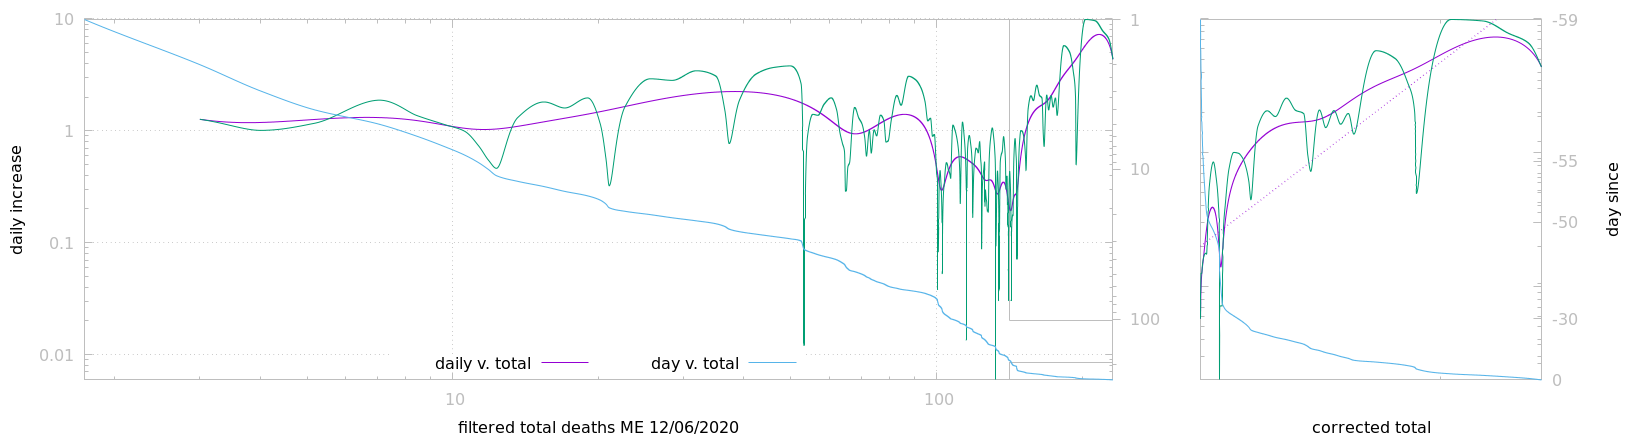 10
1
0.1
0.01
daily increase
10
100
filtered total deaths ME 12/06/2020
daily v. total
day v. total
1
10
100
-59
-55
-50
-30
0
day since
corrected total